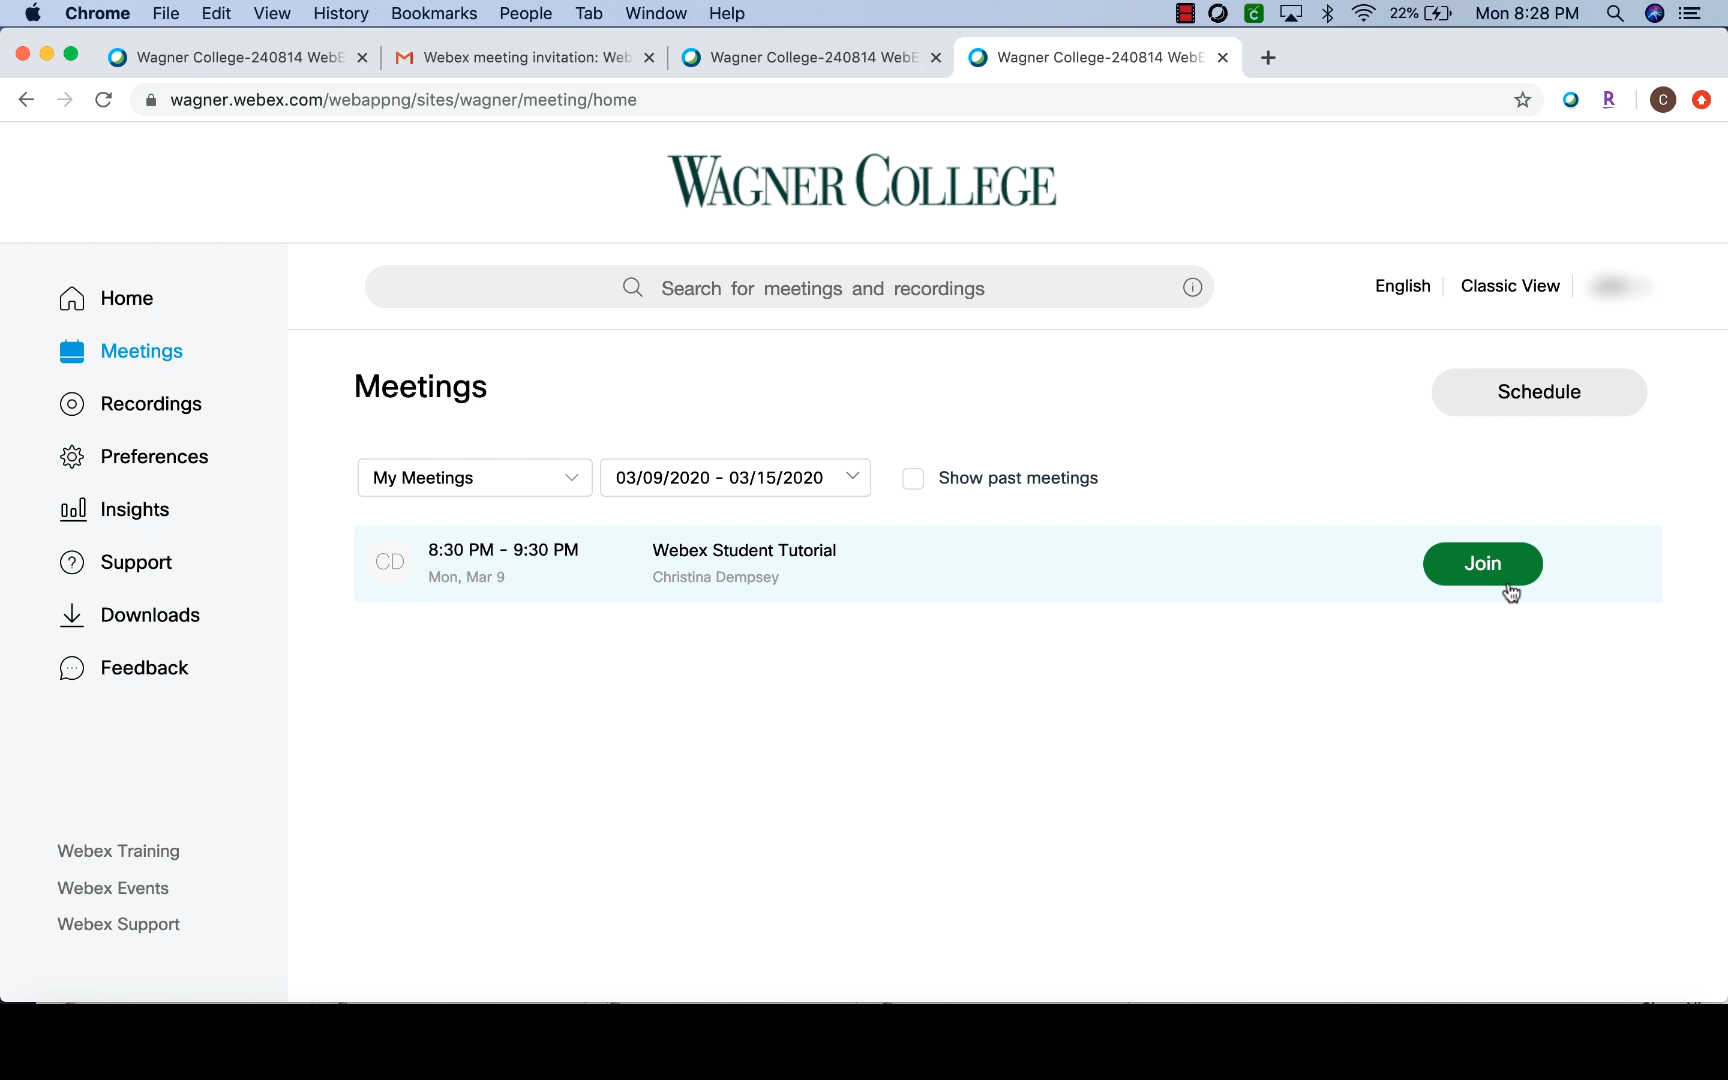 Chrome File Edit View History Bookmarks People Tab Window Help 22% Mon 8:28 PM
Wagner College-240814 WebE Webex meeting invitation: Web Wagner College-240814 WebE Wagner College-240814 WebE
wagner.webex.com/webappng/sites/wagner/meeting/home R C
WAGNER COLLEGE
Search for meetings and recordings
English Classic View
Home
Meetings
Recordings
Preferences
Insights
Support
Downloads
Feedback
Webex Training
Webex Events
Webex Support
Meetings
Schedule
My Meetings 03/09/2020 - 03/15/2020 Show past meetings
CD 8:30 PM - 9:30 PM Webex Student Tutorial Join
Mon, Mar 9 Christina Dempsey